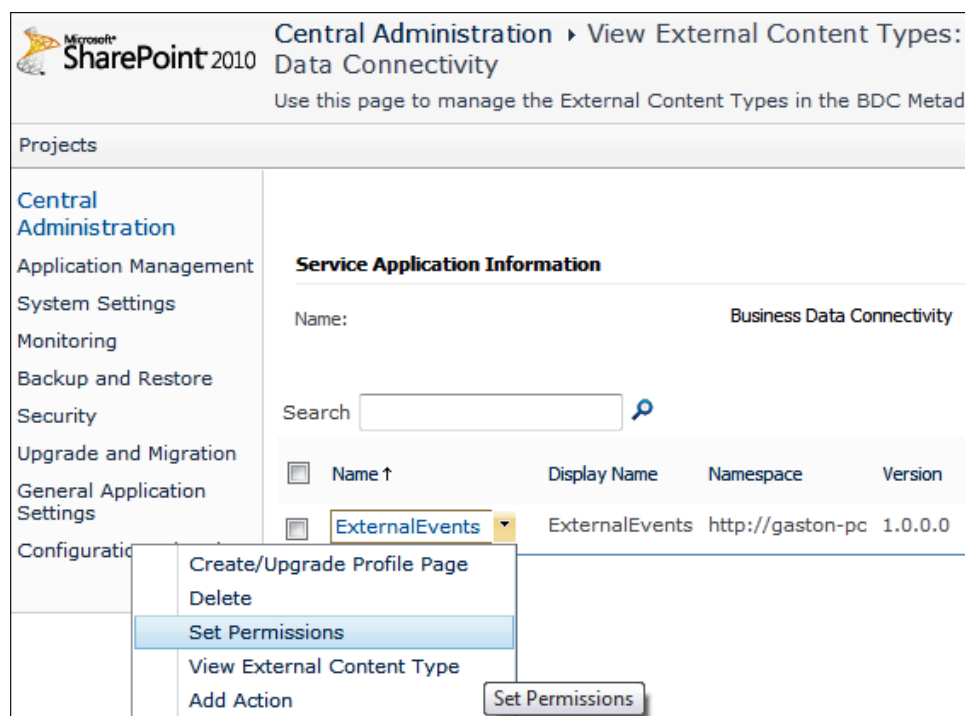 Microsoft®
SharePoint 2010
Central Administration ▸ View External Content Types:
Data Connectivity
Use this page to manage the External Content Types in the BDC Metad
Projects
Central
Administration
Application Management
System Settings
Monitoring
Backup and Restore
Security
Upgrade and Migration
General Application
Settings
Service Application Information
Name: Business Data Connectivity
Search
Name↑ Display Name Namespace Version
ExternalEvents ExternalEvents http://gaston-pc 1.0.0.0
Create/Upgrade Profile Page
Delete
Set Permissions
View External Content Type
Add Action
Set Permissions